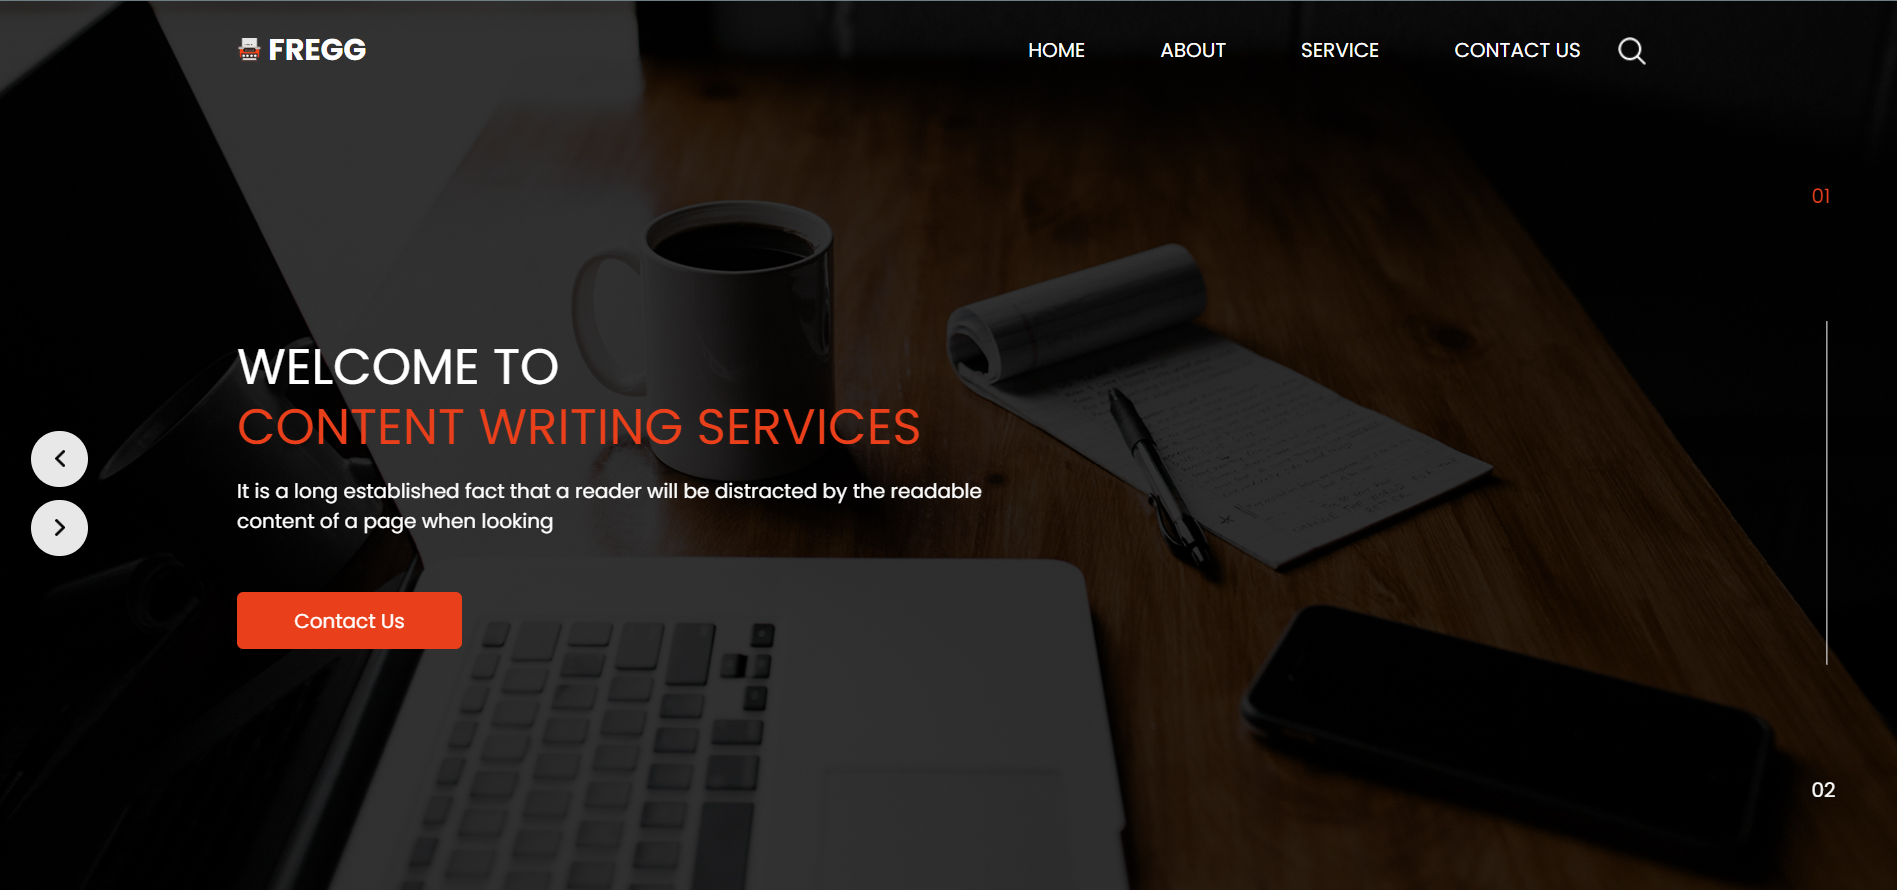 FREGG
HOME
ABOUT
SERVICE
CONTACT US
01
WELCOME TO
CONTENT WRITING SERVICES
It is a long established fact that a reader will be distracted by the readable
content of a page when looking
Contact Us
02